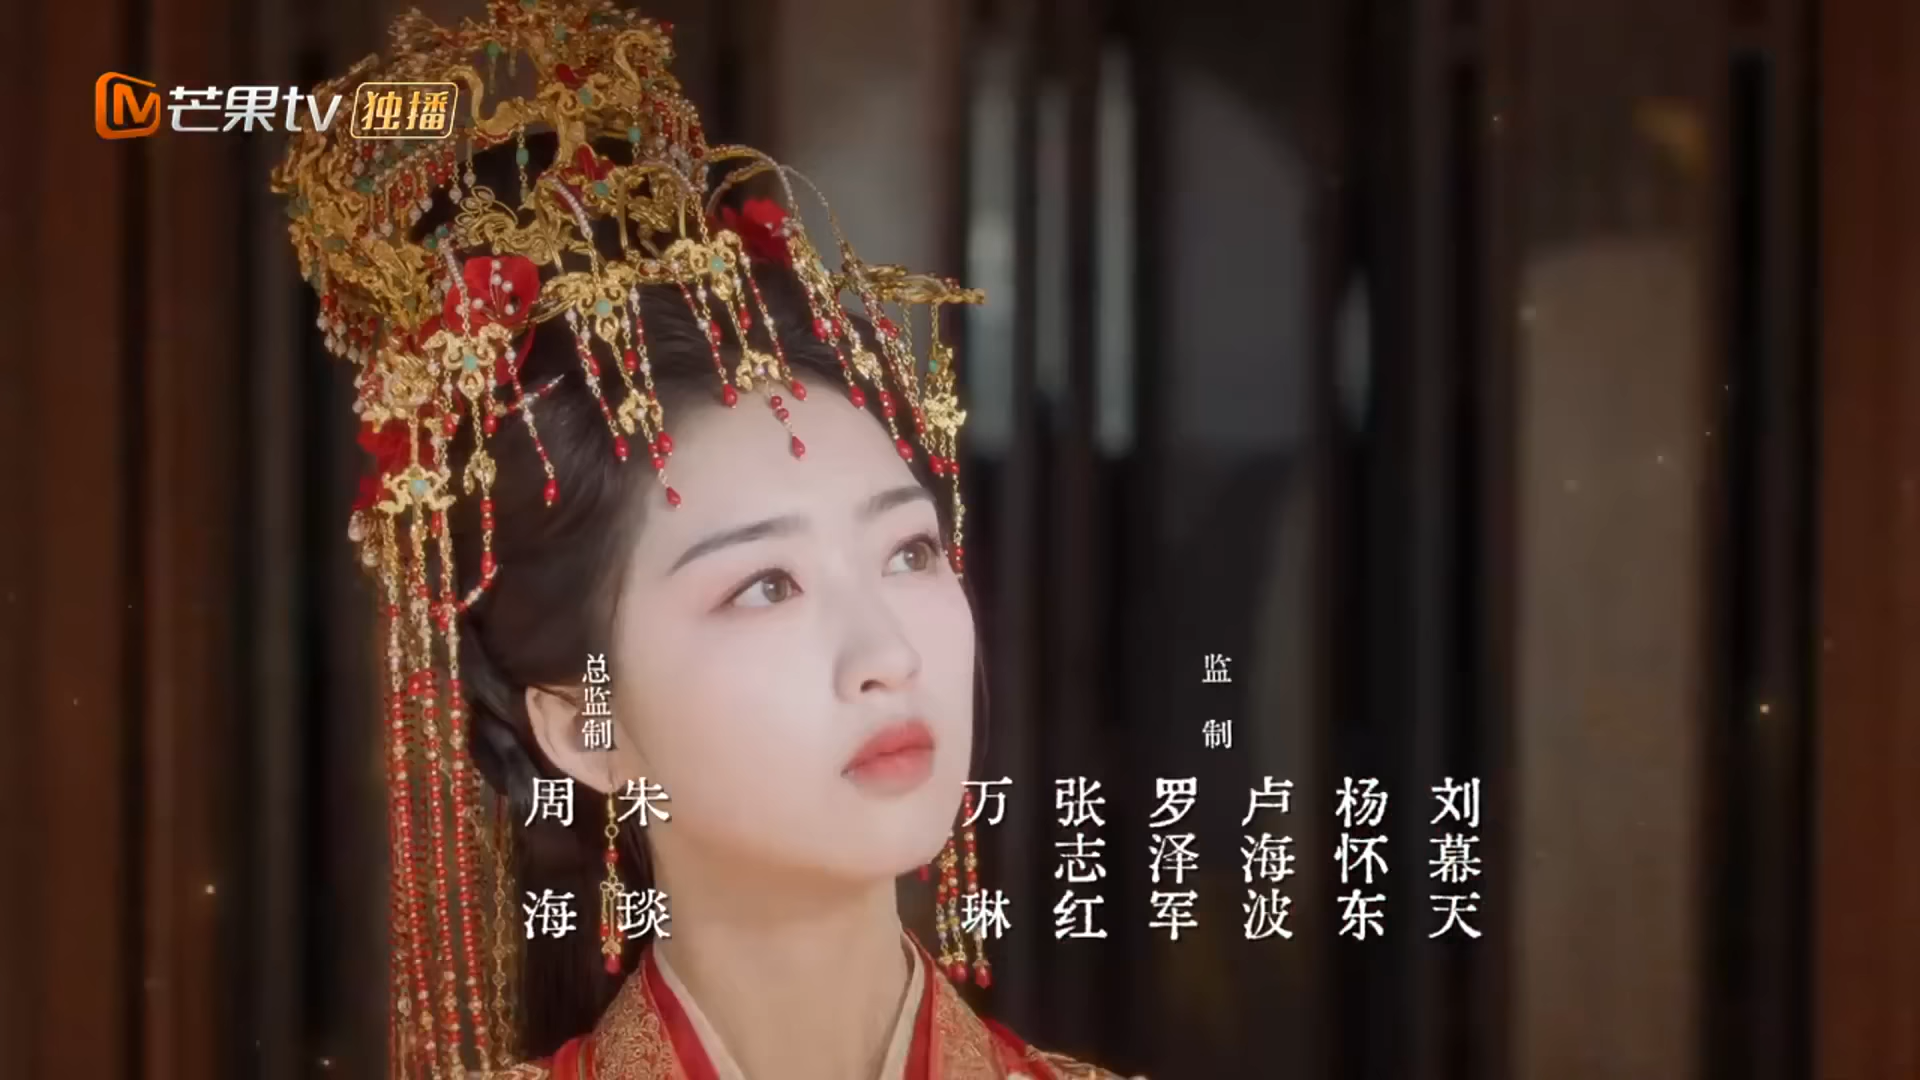 芒果tv 独播
总监制
周海
朱琰
监制
万琳
张志红
罗泽军
卢海波
杨怀东
刘幕天